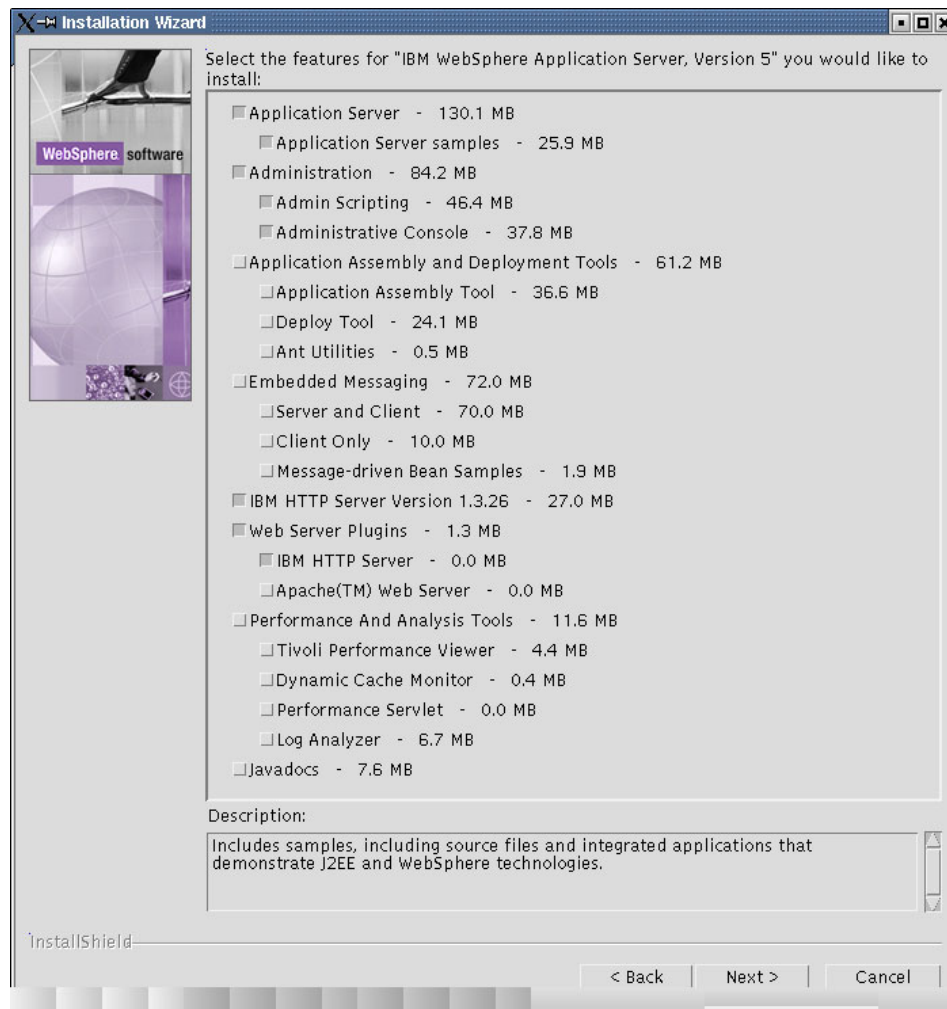 Installation Wizard
Select the features for "IBM WebSphere Application Server, Version 5" you would like to
install:
WebSphere software
Application Server - 130.1 MB
Application Server samples - 25.9 MB
Administration - 84.2 MB
Admin Scripting - 46.4 MB
Administrative Console - 37.8 MB
Application Assembly and Deployment Tools - 61.2 MB
Application Assembly Tool - 36.6 MB
Deploy Tool - 24.1 MB
Ant Utilities - 0.5 MB
Embedded Messaging - 72.0 MB
Server and Client - 70.0 MB
Client Only - 10.0 MB
Message-driven Bean Samples - 1.9 MB
IBM HTTP Server Version 1.3.26 - 27.0 MB
Web Server Plugins - 1.3 MB
IBM HTTP Server - 0.0 MB
Apache(TM) Web Server - 0.0 MB
Performance And Analysis Tools - 11.6 MB
Tivoli Performance Viewer - 4.4 MB
Dynamic Cache Monitor - 0.4 MB
Performance Servlet - 0.0 MB
Log Analyzer - 6.7 MB
Javadocs - 7.6 MB
Description:
Includes samples, including source files and integrated applications that
demonstrate J2EE and WebSphere technologies.
InstallShield
< Back Next > Cancel